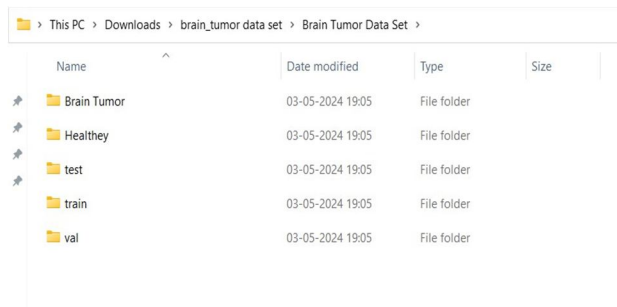 This PC > Downloads > brain_tumor data set > Brain Tumor Data Set >
Name Date modified Type Size
Brain Tumor 03-05-2024 19:05 File folder
Healthey 03-05-2024 19:05 File folder
test 03-05-2024 19:05 File folder
train 03-05-2024 19:05 File folder
val 03-05-2024 19:05 File folder